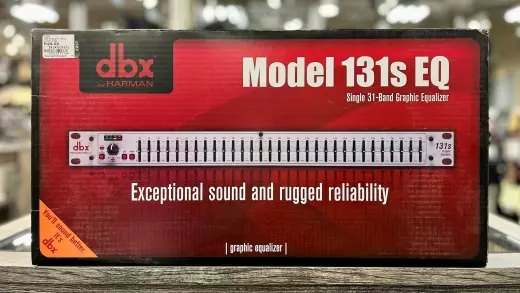 dbx
by HARMAN
Model 131s EQ
Single 31-Band Graphic Equalizer
dbx
131s
Exceptional sound and rugged reliability
You'll sound better
It's
dbx
| graphic equalizer |